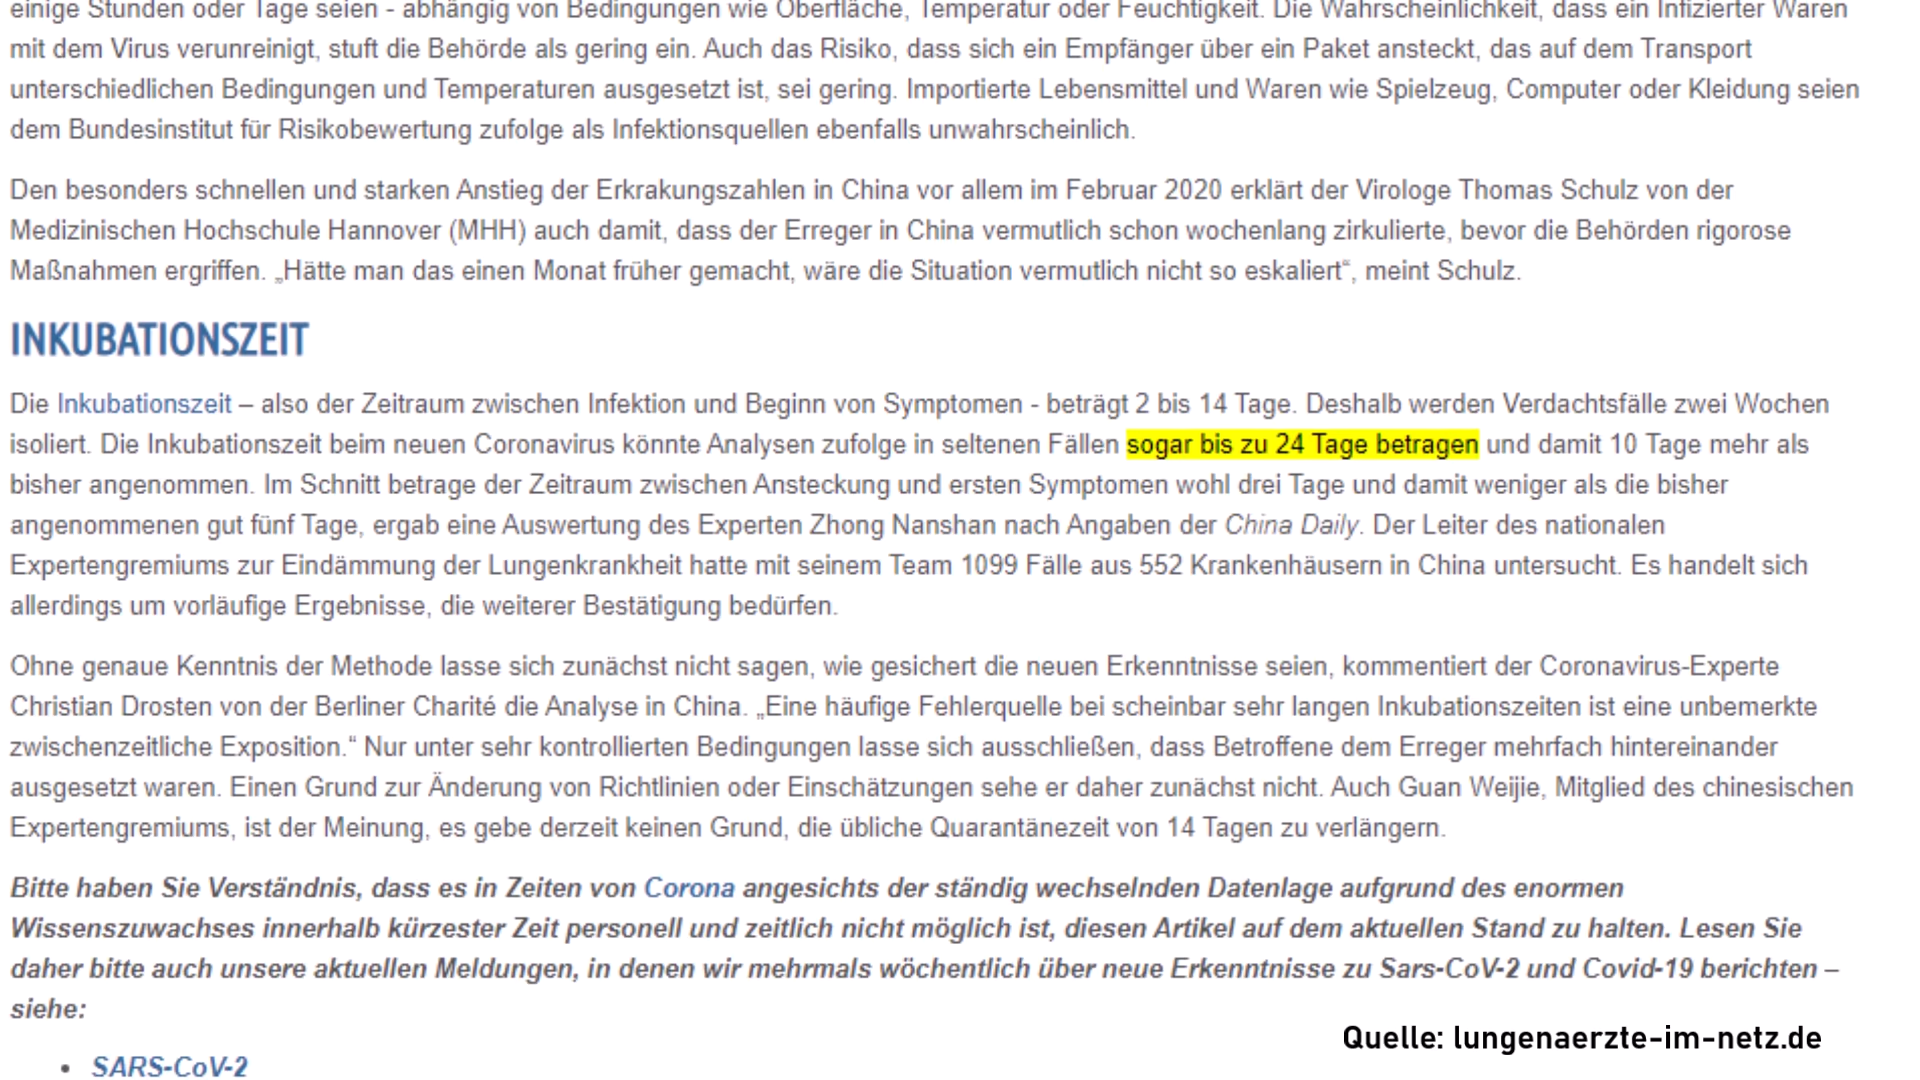 einige Stunden oder Tage seien - abhängig von Bedingungen wie Oberfläche, Temperatur oder Feuchtigkeit. Die Wahrscheinlichkeit, dass ein Infizierter Waren
mit dem Virus verunreinigt, stuft die Behörde als gering ein. Auch das Risiko, dass sich ein Empfänger über ein Paket ansteckt, das auf dem Transport
unterschiedlichen Bedingungen und Temperaturen ausgesetzt ist, sei gering. Importierte Lebensmittel und Waren wie Spielzeug, Computer oder Kleidung seien
dem Bundesinstitut für Risikobewertung zufolge als Infektionsquellen ebenfalls unwahrscheinlich.
Den besonders schnellen und starken Anstieg der Erkrakungszahlen in China vor allem im Februar 2020 erklärt der Virologe Thomas Schulz von der
Medizinischen Hochschule Hannover (MHH) auch damit, dass der Erreger in China vermutlich schon wochenlang zirkulierte, bevor die Behörden rigorose
Maßnahmen ergriffen. „Hätte man das einen Monat früher gemacht, wäre die Situation vermutlich nicht so eskaliert“, meint Schulz.
INKUBATIONSZEIT
Die Inkubationszeit – also der Zeitraum zwischen Infektion und Beginn von Symptomen - beträgt 2 bis 14 Tage. Deshalb werden Verdachtsfälle zwei Wochen
isoliert. Die Inkubationszeit beim neuen Coronavirus könnte Analysen zufolge in seltenen Fällen sogar bis zu 24 Tage betragen und damit 10 Tage mehr als
bisher angenommen. Im Schnitt betrage der Zeitraum zwischen Ansteckung und ersten Symptomen wohl drei Tage und damit weniger als die bisher
angenommenen gut fünf Tage, ergab eine Auswertung des Experten Zhong Nanshan nach Angaben der China Daily. Der Leiter des nationalen
Expertengremiums zur Eindämmung der Lungenkrankheit hatte mit seinem Team 1099 Fälle aus 552 Krankenhäusern in China untersucht. Es handelt sich
allerdings um vorläufige Ergebnisse, die weiterer Bestätigung bedürfen.
Ohne genaue Kenntnis der Methode lasse sich zunächst nicht sagen, wie gesichert die neuen Erkenntnisse seien, kommentiert der Coronavirus-Experte
Christian Drosten von der Berliner Charité die Analyse in China. „Eine häufige Fehlerquelle bei scheinbar sehr langen Inkubationszeiten ist eine unbemerkte
zwischenzeitliche Exposition.“ Nur unter sehr kontrollierten Bedingungen lasse sich ausschließen, dass Betroffene dem Erreger mehrfach hintereinander
ausgesetzt waren. Einen Grund zur Änderung von Richtlinien oder Einschätzungen sehe er daher zunächst nicht. Auch Guan Weijie, Mitglied des chinesischen
Expertengremiums, ist der Meinung, es gebe derzeit keinen Grund, die übliche Quarantänezeit von 14 Tagen zu verlängern.
Bitte haben Sie Verständnis, dass es in Zeiten von Corona angesichts der ständig wechselnden Datenlage aufgrund des enormen
Wissenszuwachses innerhalb kürzester Zeit personell und zeitlich nicht möglich ist, diesen Artikel auf dem aktuellen Stand zu halten. Lesen Sie
daher bitte auch unsere aktuellen Meldungen, in denen wir mehrmals wöchentlich über neue Erkenntnisse zu Sars-CoV-2 und Covid-19 berichten –
siehe:
Quelle: lungenaerzte-im-netz.de
• SARS-CoV-2